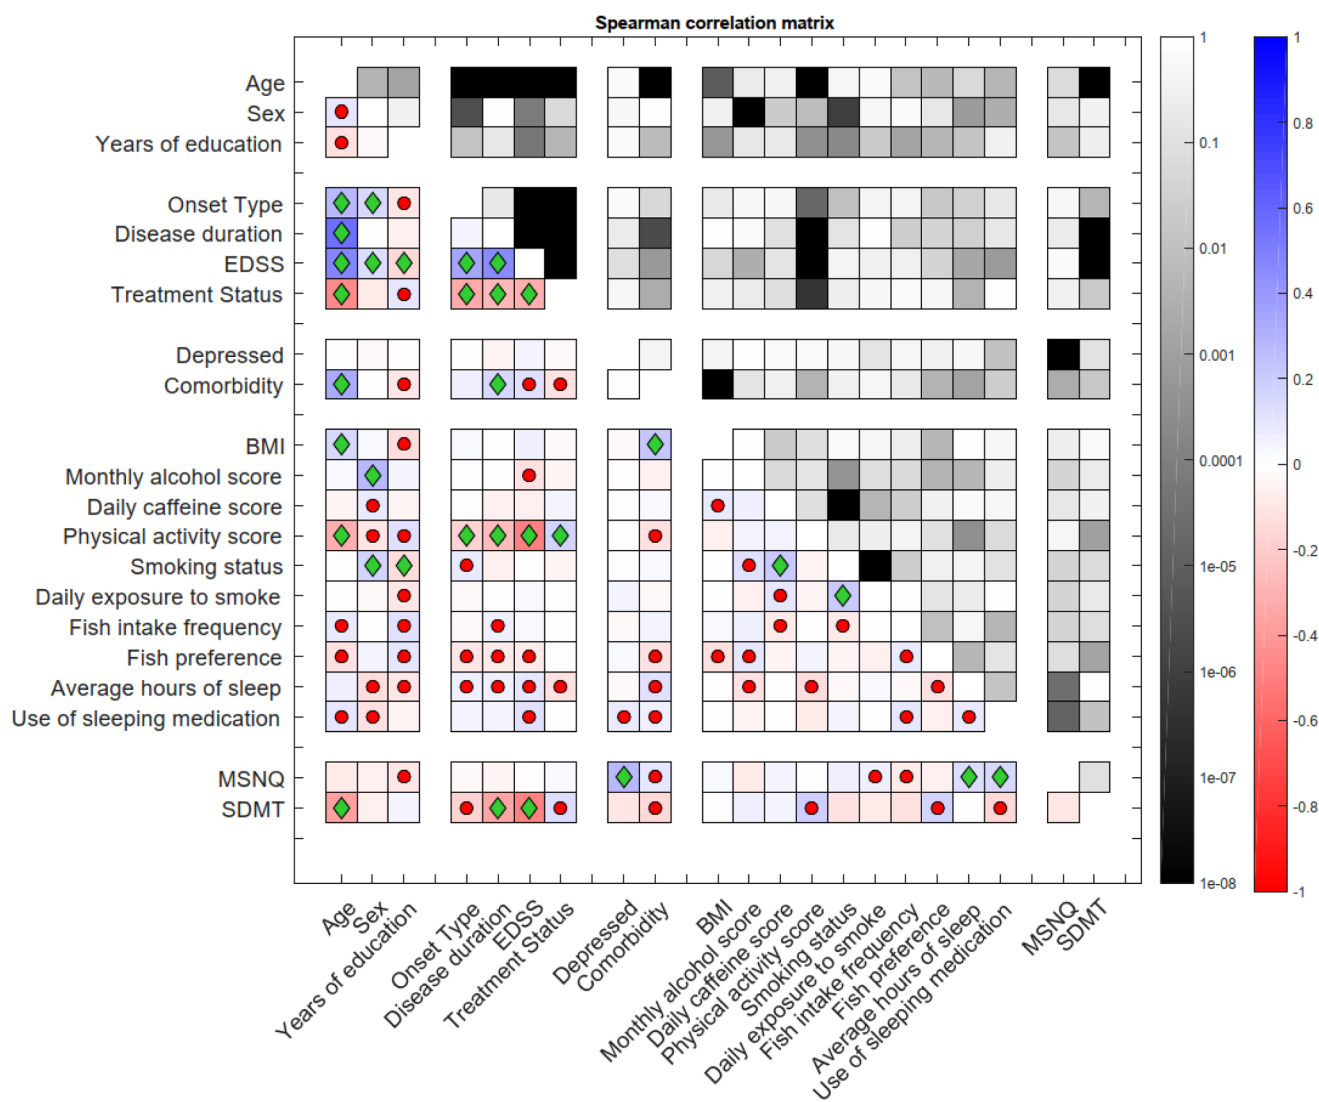 Spearman correlation matrix
Age
Sex
Years of education
Onset Type
Disease duration
EDSS
Treatment Status
Depressed
Comorbidity
BMI
Monthly alcohol score
Daily caffeine score
Physical activity score
Smoking status
Daily exposure to smoke
Fish intake frequency
Fish preference
Average hours of sleep
Use of sleeping medication
MSNQ
SDMT
Age
Sex
Years of education
Onset Type
Disease duration
EDSS
Treatment Status
Depressed
Comorbidity
BMI
Monthly alcohol score
Daily caffeine score
Physical activity score
Smoking status
Daily exposure to smoke
Fish intake frequency
Fish preference
Average hours of sleep
Use of sleeping medication
MSNQ
SDMT
1
0.1
0.01
0.001
0.0001
1e-05
1e-06
1e-07
1e-08
1
0.8
0.6
0.4
0.2
0
-0.2
-0.4
-0.6
-0.8
-1